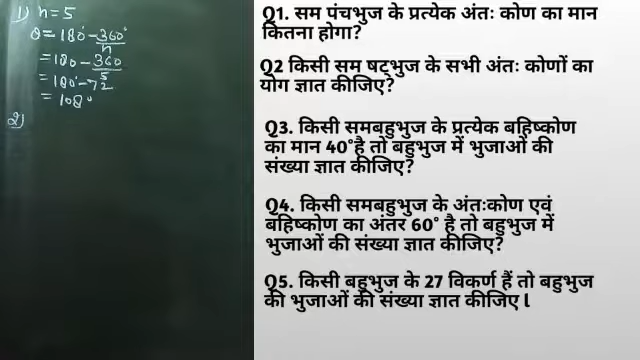 1) n = 5
θ = 180° - 360°/n
= 180 - 360/5
= 180° - 72
= 108°
2)
Q1. सम पंचभुज के प्रत्येक अंतः कोण का मान
कितना होगा?
Q2 किसी सम षट्भुज के सभी अंतः कोणों का
योग ज्ञात कीजिए?
Q3. किसी समबहुभुज के प्रत्येक बहिष्कोण
का मान 40°है तो बहुभुज में भुजाओं की
संख्या ज्ञात कीजिए?
Q4. किसी समबहुभुज के अंतःकोण एवं
बहिष्कोण का अंतर 60° है तो बहुभुज में
भुजाओं की संख्या ज्ञात कीजिए?
Q5. किसी बहुभुज के 27 विकर्ण हैं तो बहुभुज
की भुजाओं की संख्या ज्ञात कीजिए l